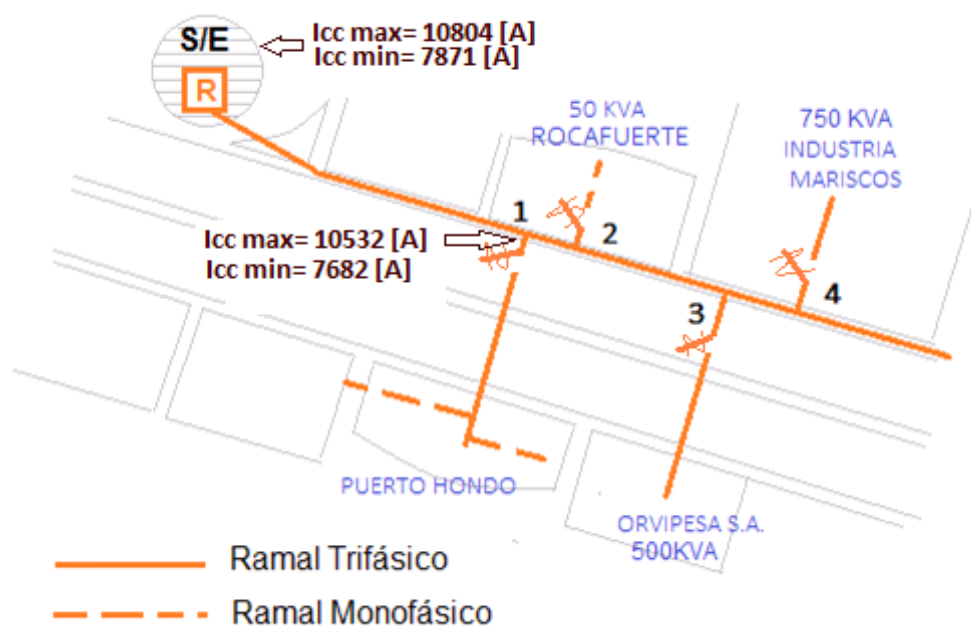 S/E
R
Icc max= 10804 [A]
Icc min= 7871 [A]
50 KVA
ROCAFUERTE
750 KVA
INDUSTRIA
MARISCOS
1
2
Icc max= 10532 [A]
Icc min= 7682 [A]
3
4
PUERTO HONDO
ORVIPESA S.A.
500KVA
Ramal Trifásico
Ramal Monofásico